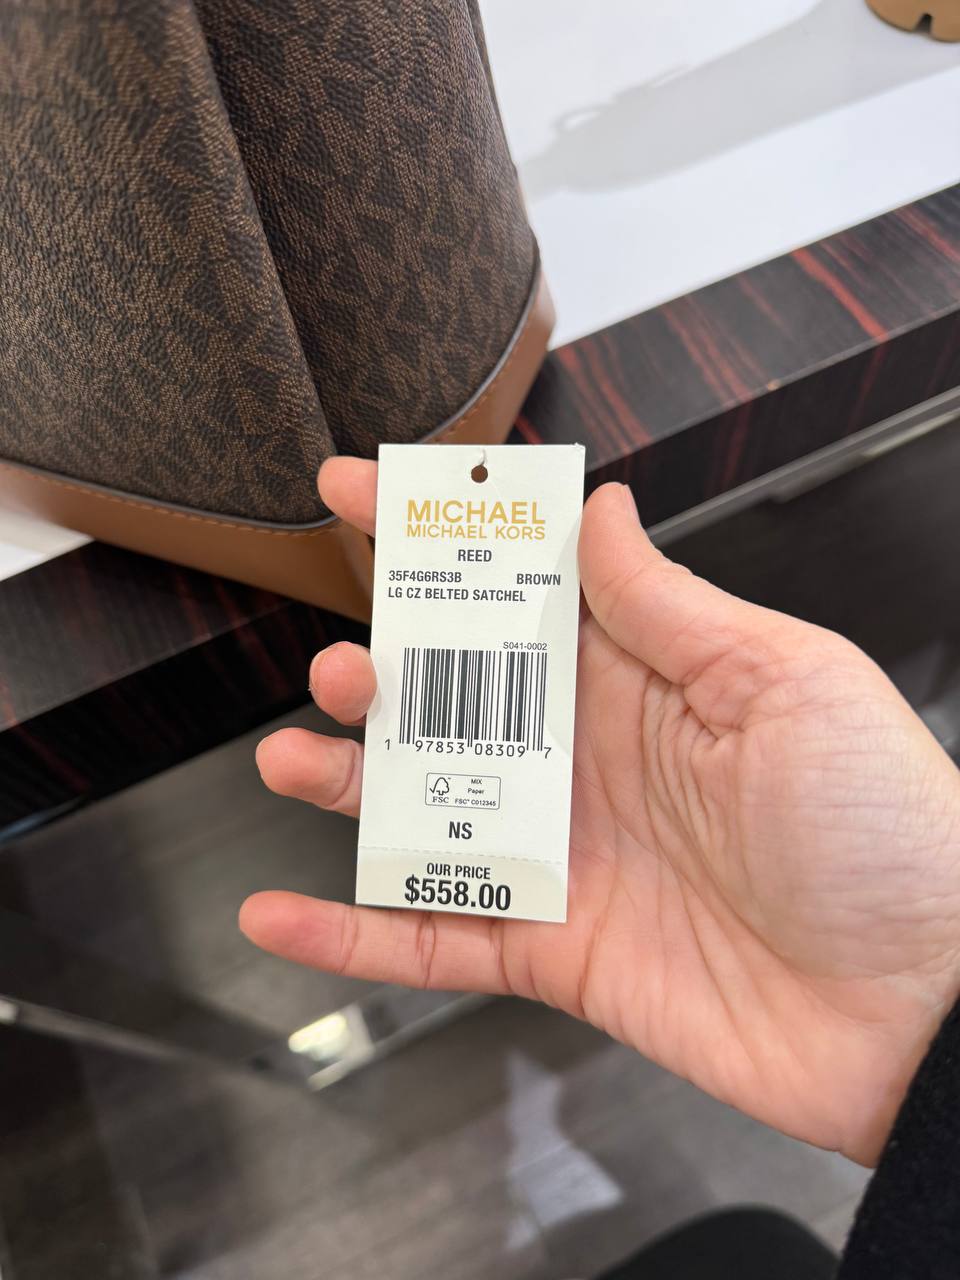 MICHAEL
MICHAEL KORS
REED
35F4G6RS3B BROWN
LG CZ BELTED SATCHEL
S041-0002
1 97853 08309 7
FSC
MIX
Paper
FSC® C012345
NS
OUR PRICE
$558.00